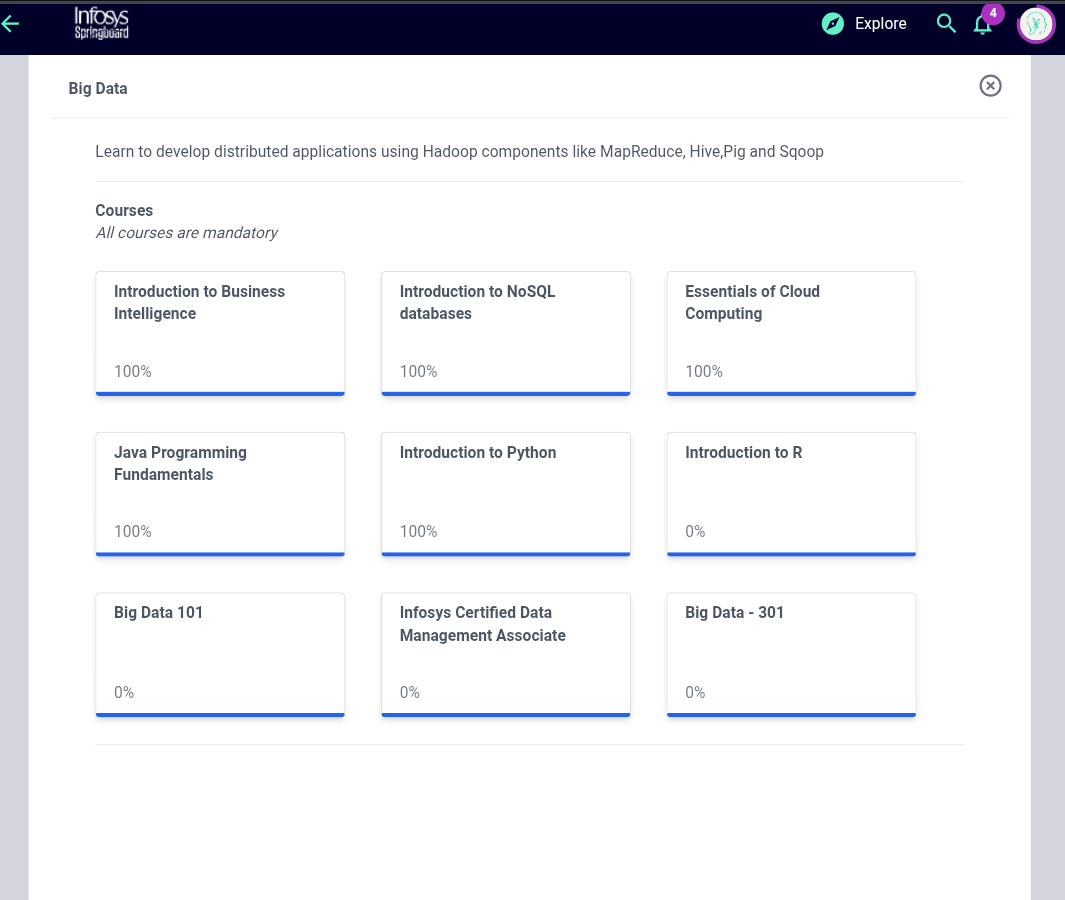 Infosys
Springboard
Explore
4
Big Data
Learn to develop distributed applications using Hadoop components like MapReduce, Hive,Pig and Sqoop
Courses
All courses are mandatory
Introduction to Business
Intelligence
100%
Introduction to NoSQL
databases
100%
Essentials of Cloud
Computing
100%
Java Programming
Fundamentals
100%
Introduction to Python
100%
Introduction to R
0%
Big Data 101
0%
Infosys Certified Data
Management Associate
0%
Big Data - 301
0%